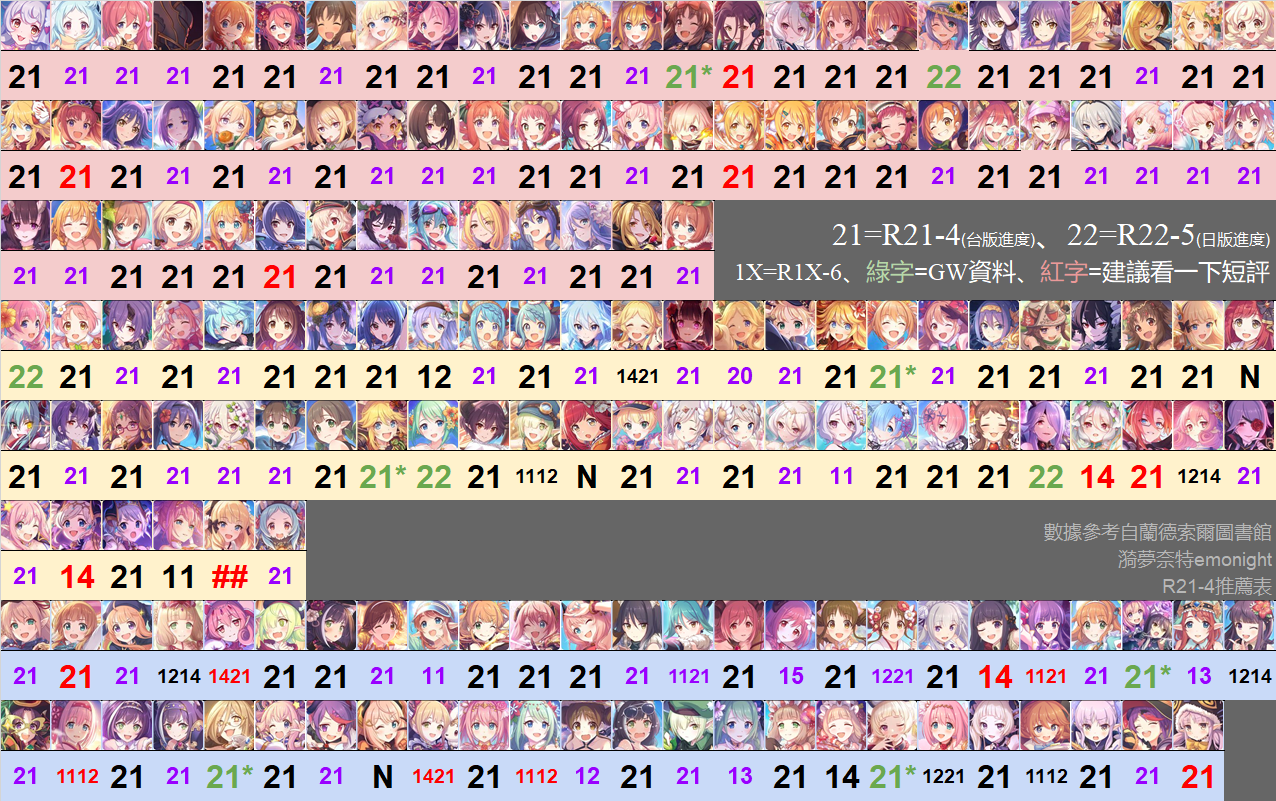 21 21 21 21 21 21 21 21 21 21 21 21 21 21* 21 21 21 21 22 21 21 21 21 21 21
21 21 21 21 21 21 21 21 21 21 21 21 21 21 21 21 21 21 21 21 21 21 21 21 21
21=R21-4(台版進度)、22=R22-5(日版進度)
1X=R1X-6、綠字=GW資料、紅字=建議看一下短評
21 21 21 21 21 21 21 21 21 21 21 21 21 21
22 21 21 21 21 21 21 21 12 21 21 21 1421 21 20 21 21 21* 21 21 21 21 21 21 N
21 21 21 21 21 21 21 21* 22 21 1112 N 21 21 21 21 11 21 21 21 22 14 21 1214 21
數據參考自蘭德索爾圖書館
漪夢奈特emonight
R21-4推薦表
21 14 21 11 ## 21
21 21 21 1214 1421 21 21 21 11 21 21 21 21 1121 21 15 21 1221 21 14 1121 21 21* 13 1214
21 1112 21 21 21* 21 21 N 1421 21 1112 12 21 21 13 21 14 21* 1221 21 1112 21 21 21